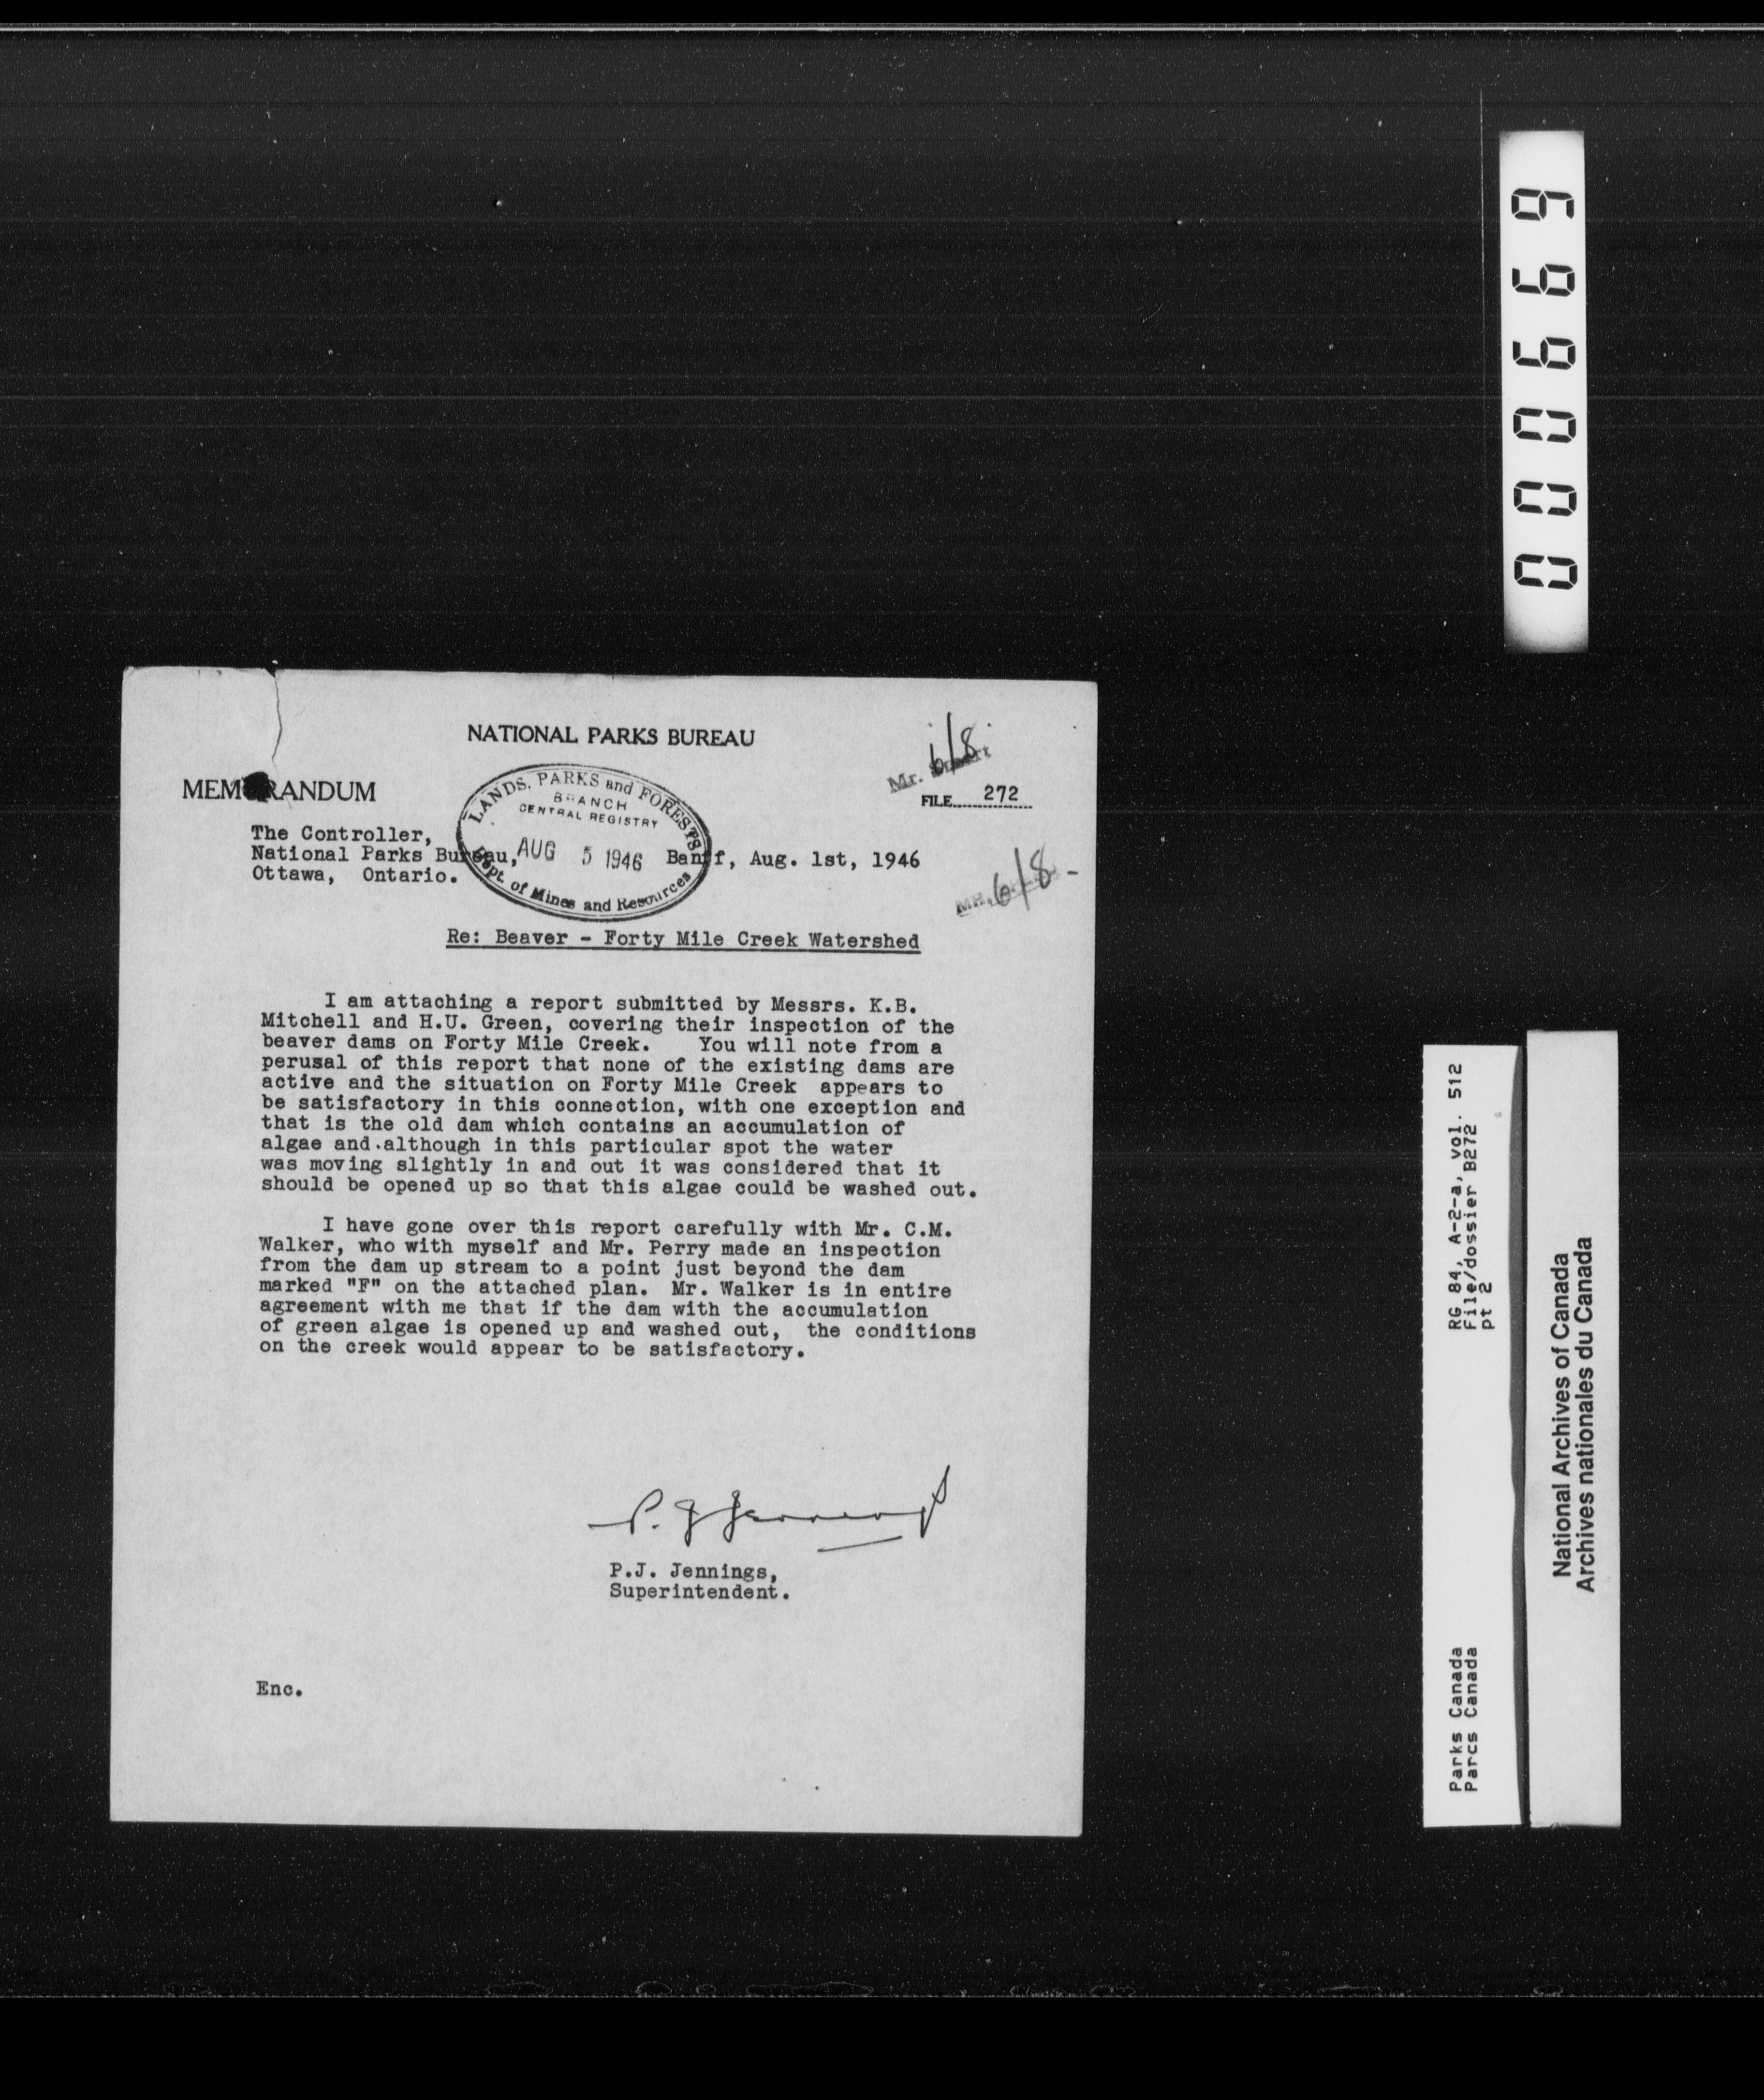 000669
NATIONAL PARKS BUREAU
MEMORANDUM
Mr.
6/8
FILE 272
LANDS, PARKS and FORESTS
BRANCH
CENTRAL REGISTRY
AUG 5 1946
Dept. of Mines and Resources
The Controller,
National Parks Bureau,
Ottawa, Ontario.
Banff, Aug. 1st, 1946
MR. 6/8 -
Re: Beaver - Forty Mile Creek Watershed
I am attaching a report submitted by Messrs. K.B.
Mitchell and H.U. Green, covering their inspection of the
beaver dams on Forty Mile Creek. You will note from a
perusal of this report that none of the existing dams are
active and the situation on Forty Mile Creek appears to
be satisfactory in this connection, with one exception and
that is the old dam which contains an accumulation of
algae and although in this particular spot the water
was moving slightly in and out it was considered that it
should be opened up so that this algae could be washed out.
I have gone over this report carefully with Mr. C.M.
Walker, who with myself and Mr. Perry made an inspection
from the dam up stream to a point just beyond the dam
marked "F" on the attached plan. Mr. Walker is in entire
agreement with me that if the dam with the accumulation
of green algae is opened up and washed out, the conditions
on the creek would appear to be satisfactory.
P. J Jennings
P.J. Jennings,
Superintendent.
Enc.
RG 84, A-2-a, vol. 512
File/dossier B272
pt 2
Parks Canada
Parcs Canada
National Archives of Canada
Archives nationales du Canada